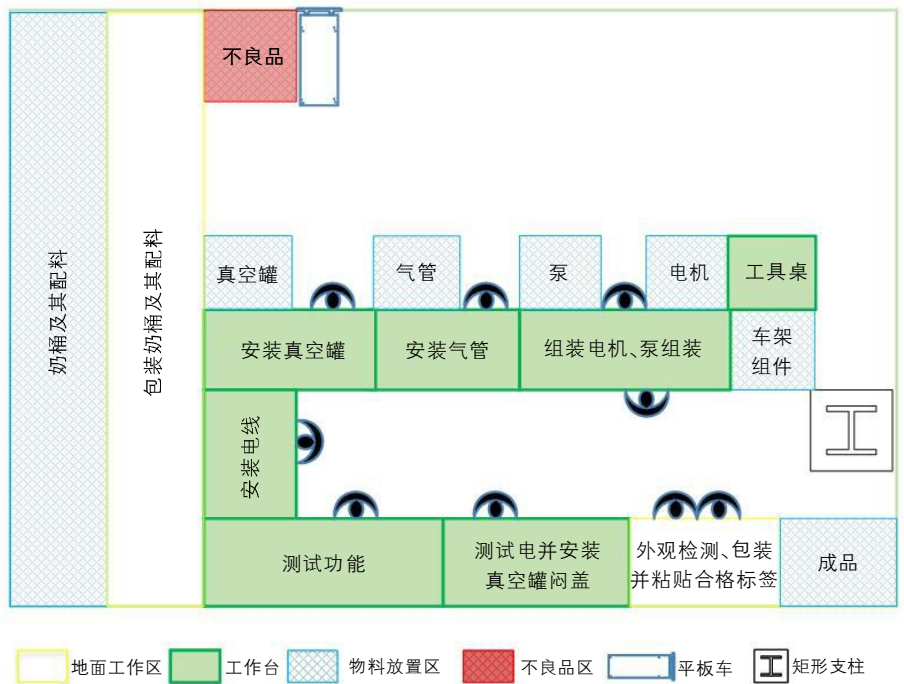 不良品
奶桶及其配料
包装奶桶及其配料
真空罐
气管
泵
电机
工具桌
安装真空罐
安装气管
组装电机、泵组装
车架
组件
安装电线
测试功能
测试电并安装
真空罐闷盖
外观检测、包装
并粘贴合格标签
成品
地面工作区
工作台
物料放置区
不良品区
平板车
矩形支柱